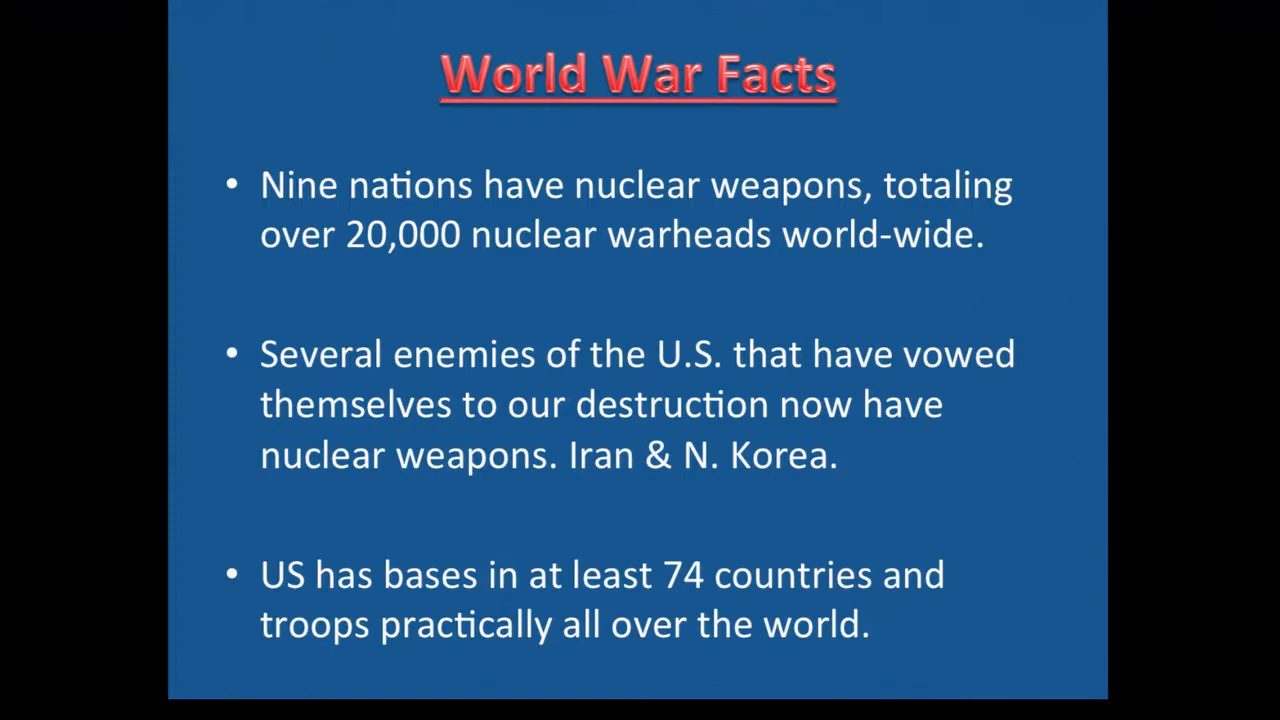 World War Facts
• Nine nations have nuclear weapons, totaling
over 20,000 nuclear warheads world-wide.
• Several enemies of the U.S. that have vowed
themselves to our destruction now have
nuclear weapons. Iran & N. Korea.
• US has bases in at least 74 countries and
troops practically all over the world.